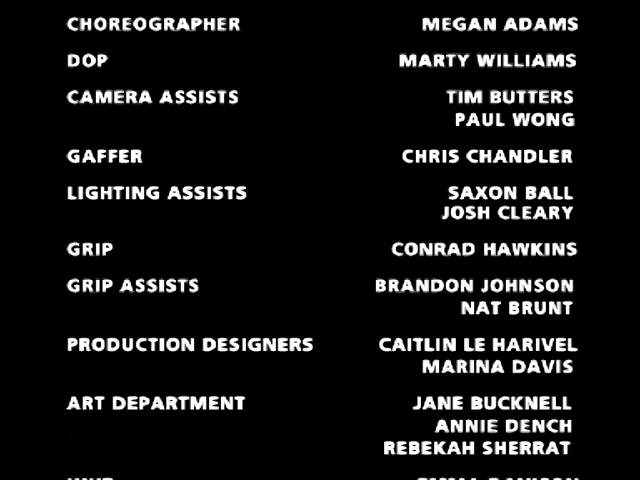 CHOREOGRAPHER MEGAN ADAMS
DOP MARTY WILLIAMS
CAMERA ASSISTS TIM BUTTERS
PAUL WONG
GAFFER CHRIS CHANDLER
LIGHTING ASSISTS SAXON BALL
JOSH CLEARY
GRIP CONRAD HAWKINS
GRIP ASSISTS BRANDON JOHNSON
NAT BRUNT
PRODUCTION DESIGNERS CAITLIN LE HARIVEL
MARINA DAVIS
ART DEPARTMENT JANE BUCKNELL
ANNIE DENCH
REBEKAH SHERRAT